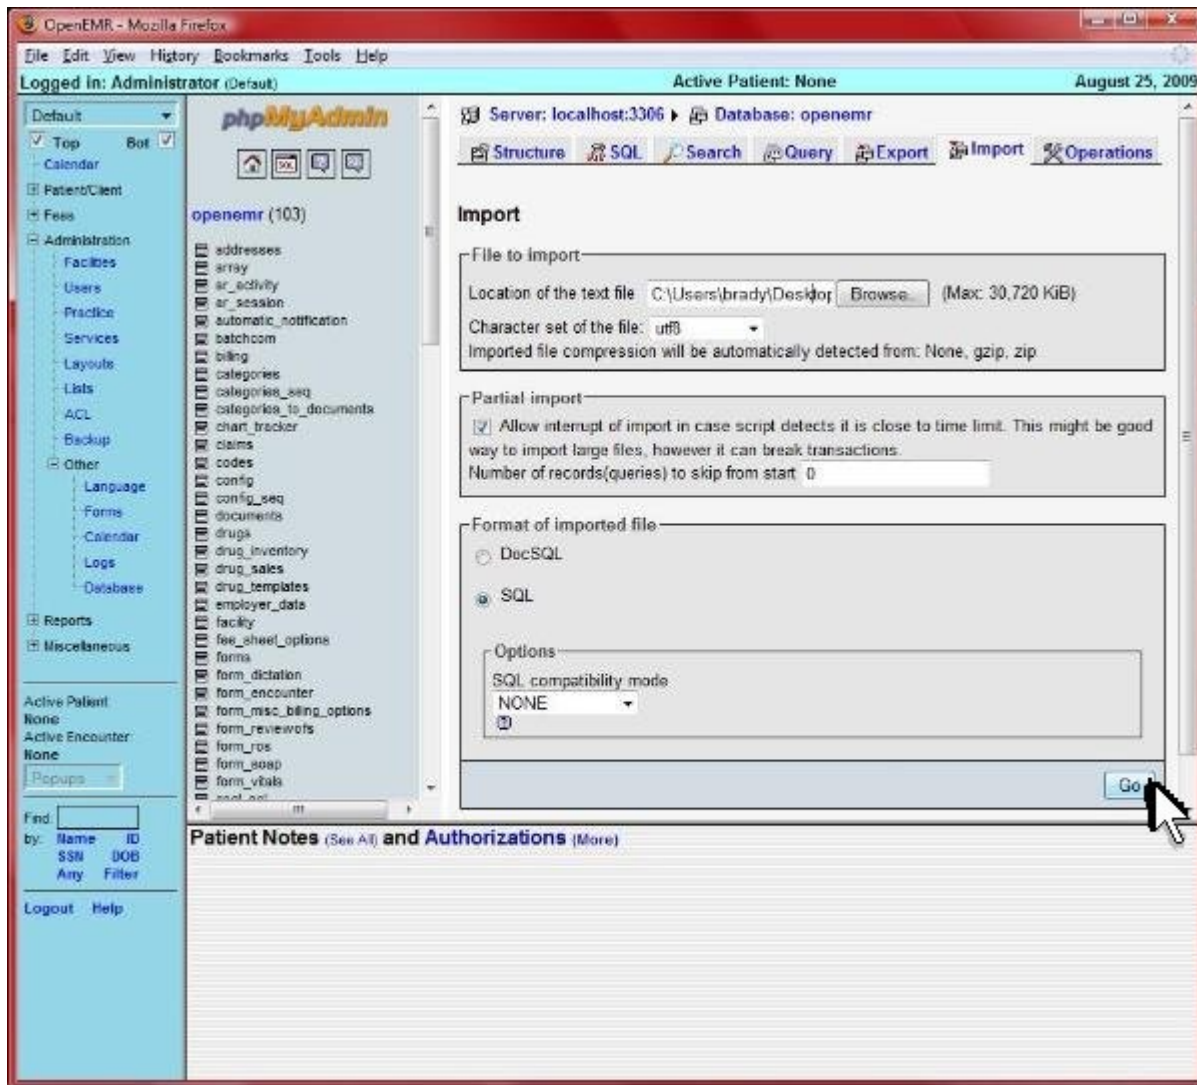 OpenEMR - Mozilla Firefox
File Edit View History Bookmarks Tools Help
Logged in: Administrator (Default) Active Patient: None August 25, 2009
Default
Top Bot
Calendar
Patient/Client
Fees
Administration
Facilities
Users
Practice
Services
Layouts
Lists
ACL
Backup
Other
Language
Forms
Calendar
Logs
Database
Reports
Miscellaneous
Active Patient
None
Active Encounter
None
Popups
Find:
by: Name ID
SSN DOB
Any Filter
Logout Help
phpMyAdmin
SQL
openemr (103)
addresses
array
ar_activity
ar_session
automatic_notification
batchcom
billing
categories
categories_seq
categories_to_documents
chart_tracker
claims
codes
config
config_seq
documents
drugs
drug_inventory
drug_sales
drug_templates
employer_data
facility
fee_sheet_options
forms
form_dictation
form_encounter
form_misc_billing_options
form_reviewofs
form_ros
form_soap
form_vitals
Server: localhost:3306 Database: openemr
Structure SQL Search Query Export Import Operations
Import
File to import
Location of the text file C:\Users\brady\Desktop Browse... (Max: 30,720 KiB)
Character set of the file: utf8
Imported file compression will be automatically detected from: None, gzip, zip
Partial import
Allow interrupt of import in case script detects it is close to time limit. This might be good
way to import large files, however it can break transactions.
Number of records(queries) to skip from start 0
Format of imported file
DocSQL
SQL
Options
SQL compatibility mode
NONE
Go
Patient Notes (See All) and Authorizations (More)